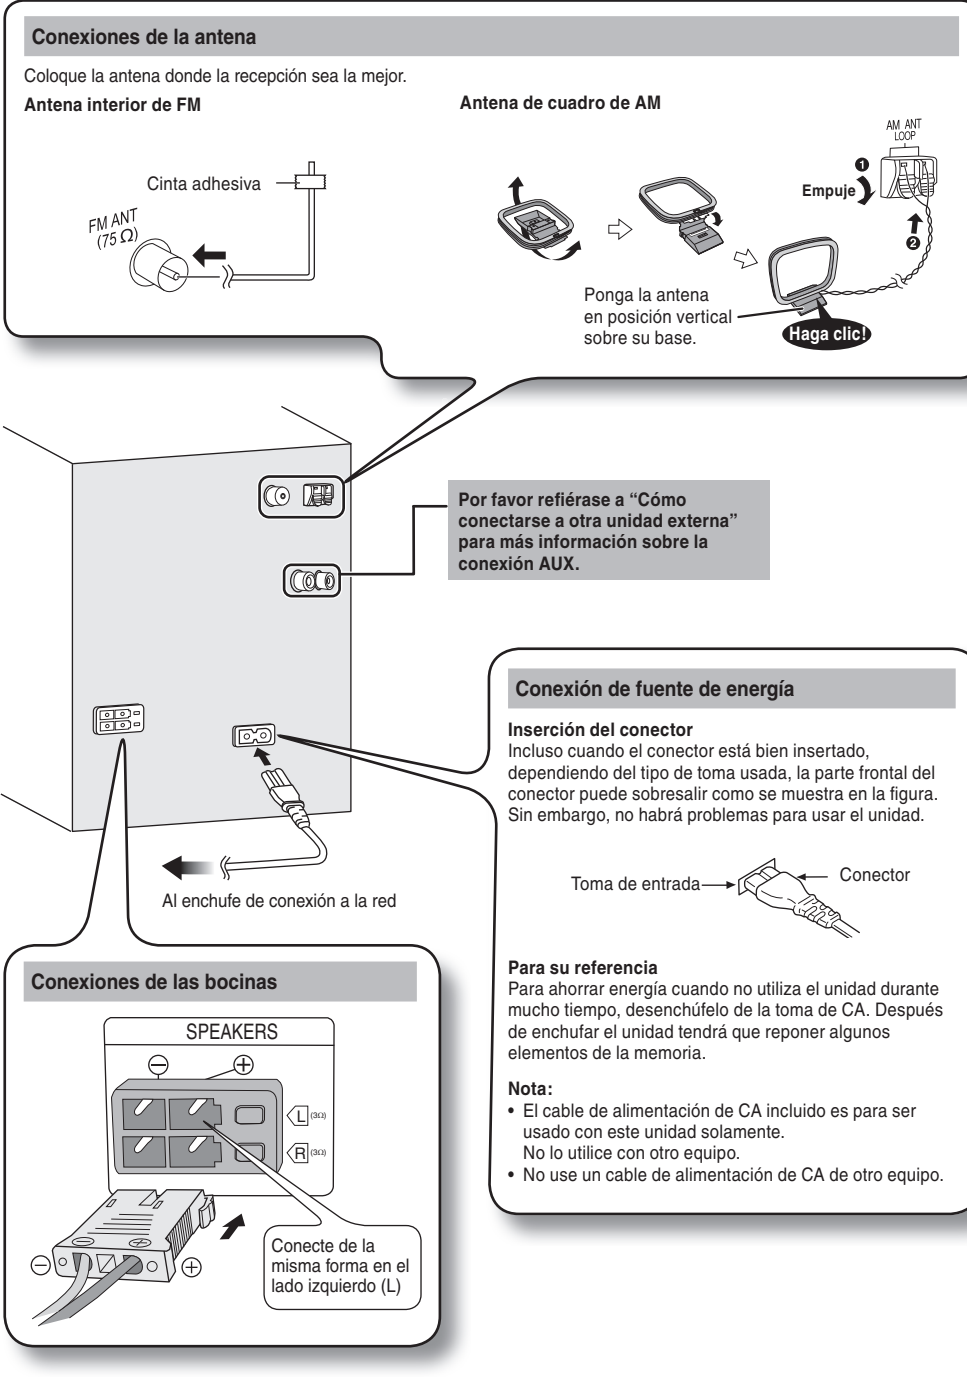 Conexiones de la antena
Coloque la antena donde la recepción sea la mejor.
Antena interior de FM
Cinta adhesiva
FM ANT
(75 Ω)
Antena de cuadro de AM
AM ANT
LOOP
❶
Empuje
❷
Ponga la antena
en posición vertical
sobre su base.
Haga clic!
Por favor refiérase a “Cómo
conectarse a otra unidad externa”
para más información sobre la
conexión AUX.
Al enchufe de conexión a la red
Conexión de fuente de energía
Inserción del conector
Incluso cuando el conector está bien insertado,
dependiendo del tipo de toma usada, la parte frontal del
conector puede sobresalir como se muestra en la figura.
Sin embargo, no habrá problemas para usar el unidad.
Toma de entrada
Conector
Para su referencia
Para ahorrar energía cuando no utiliza el unidad durante
mucho tiempo, desenchúfelo de la toma de CA. Después
de enchufar el unidad tendrá que reponer algunos
elementos de la memoria.
Nota:
• El cable de alimentación de CA incluido es para ser
usado con este unidad solamente.
No lo utilice con otro equipo.
• No use un cable de alimentación de CA de otro equipo.
Conexiones de las bocinas
SPEAKERS
⊖ ⊕
L (3Ω)
R (3Ω)
⊖ ⊕
⊖ ⊕
Conecte de la
misma forma en el
lado izquierdo (L)